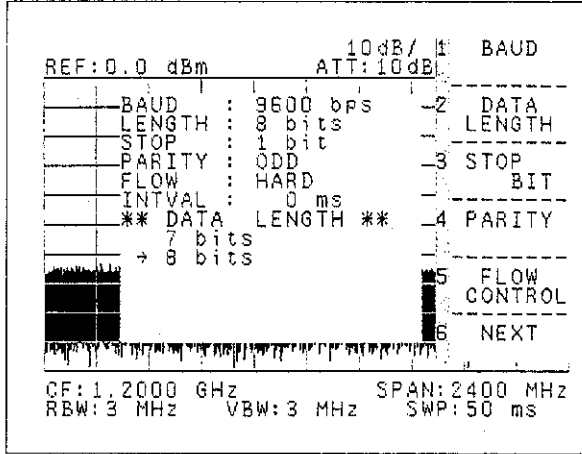 10dB/
REF:0.0 dBm ATT:10dB
BAUD : 9600 bps
LENGTH : 8 bits
STOP : 1 bit
PARITY : ODD
FLOW : HARD
INTVAL : 0 ms
** DATA LENGTH **
7 bits
→ 8 bits
1 BAUD
2 DATA
LENGTH
3 STOP
BIT
4 PARITY
5 FLOW
CONTROL
6 NEXT
CF:1.2000 GHz SPAN:2400 MHz
RBW:3 MHz VBW:3 MHz SWP:50 ms